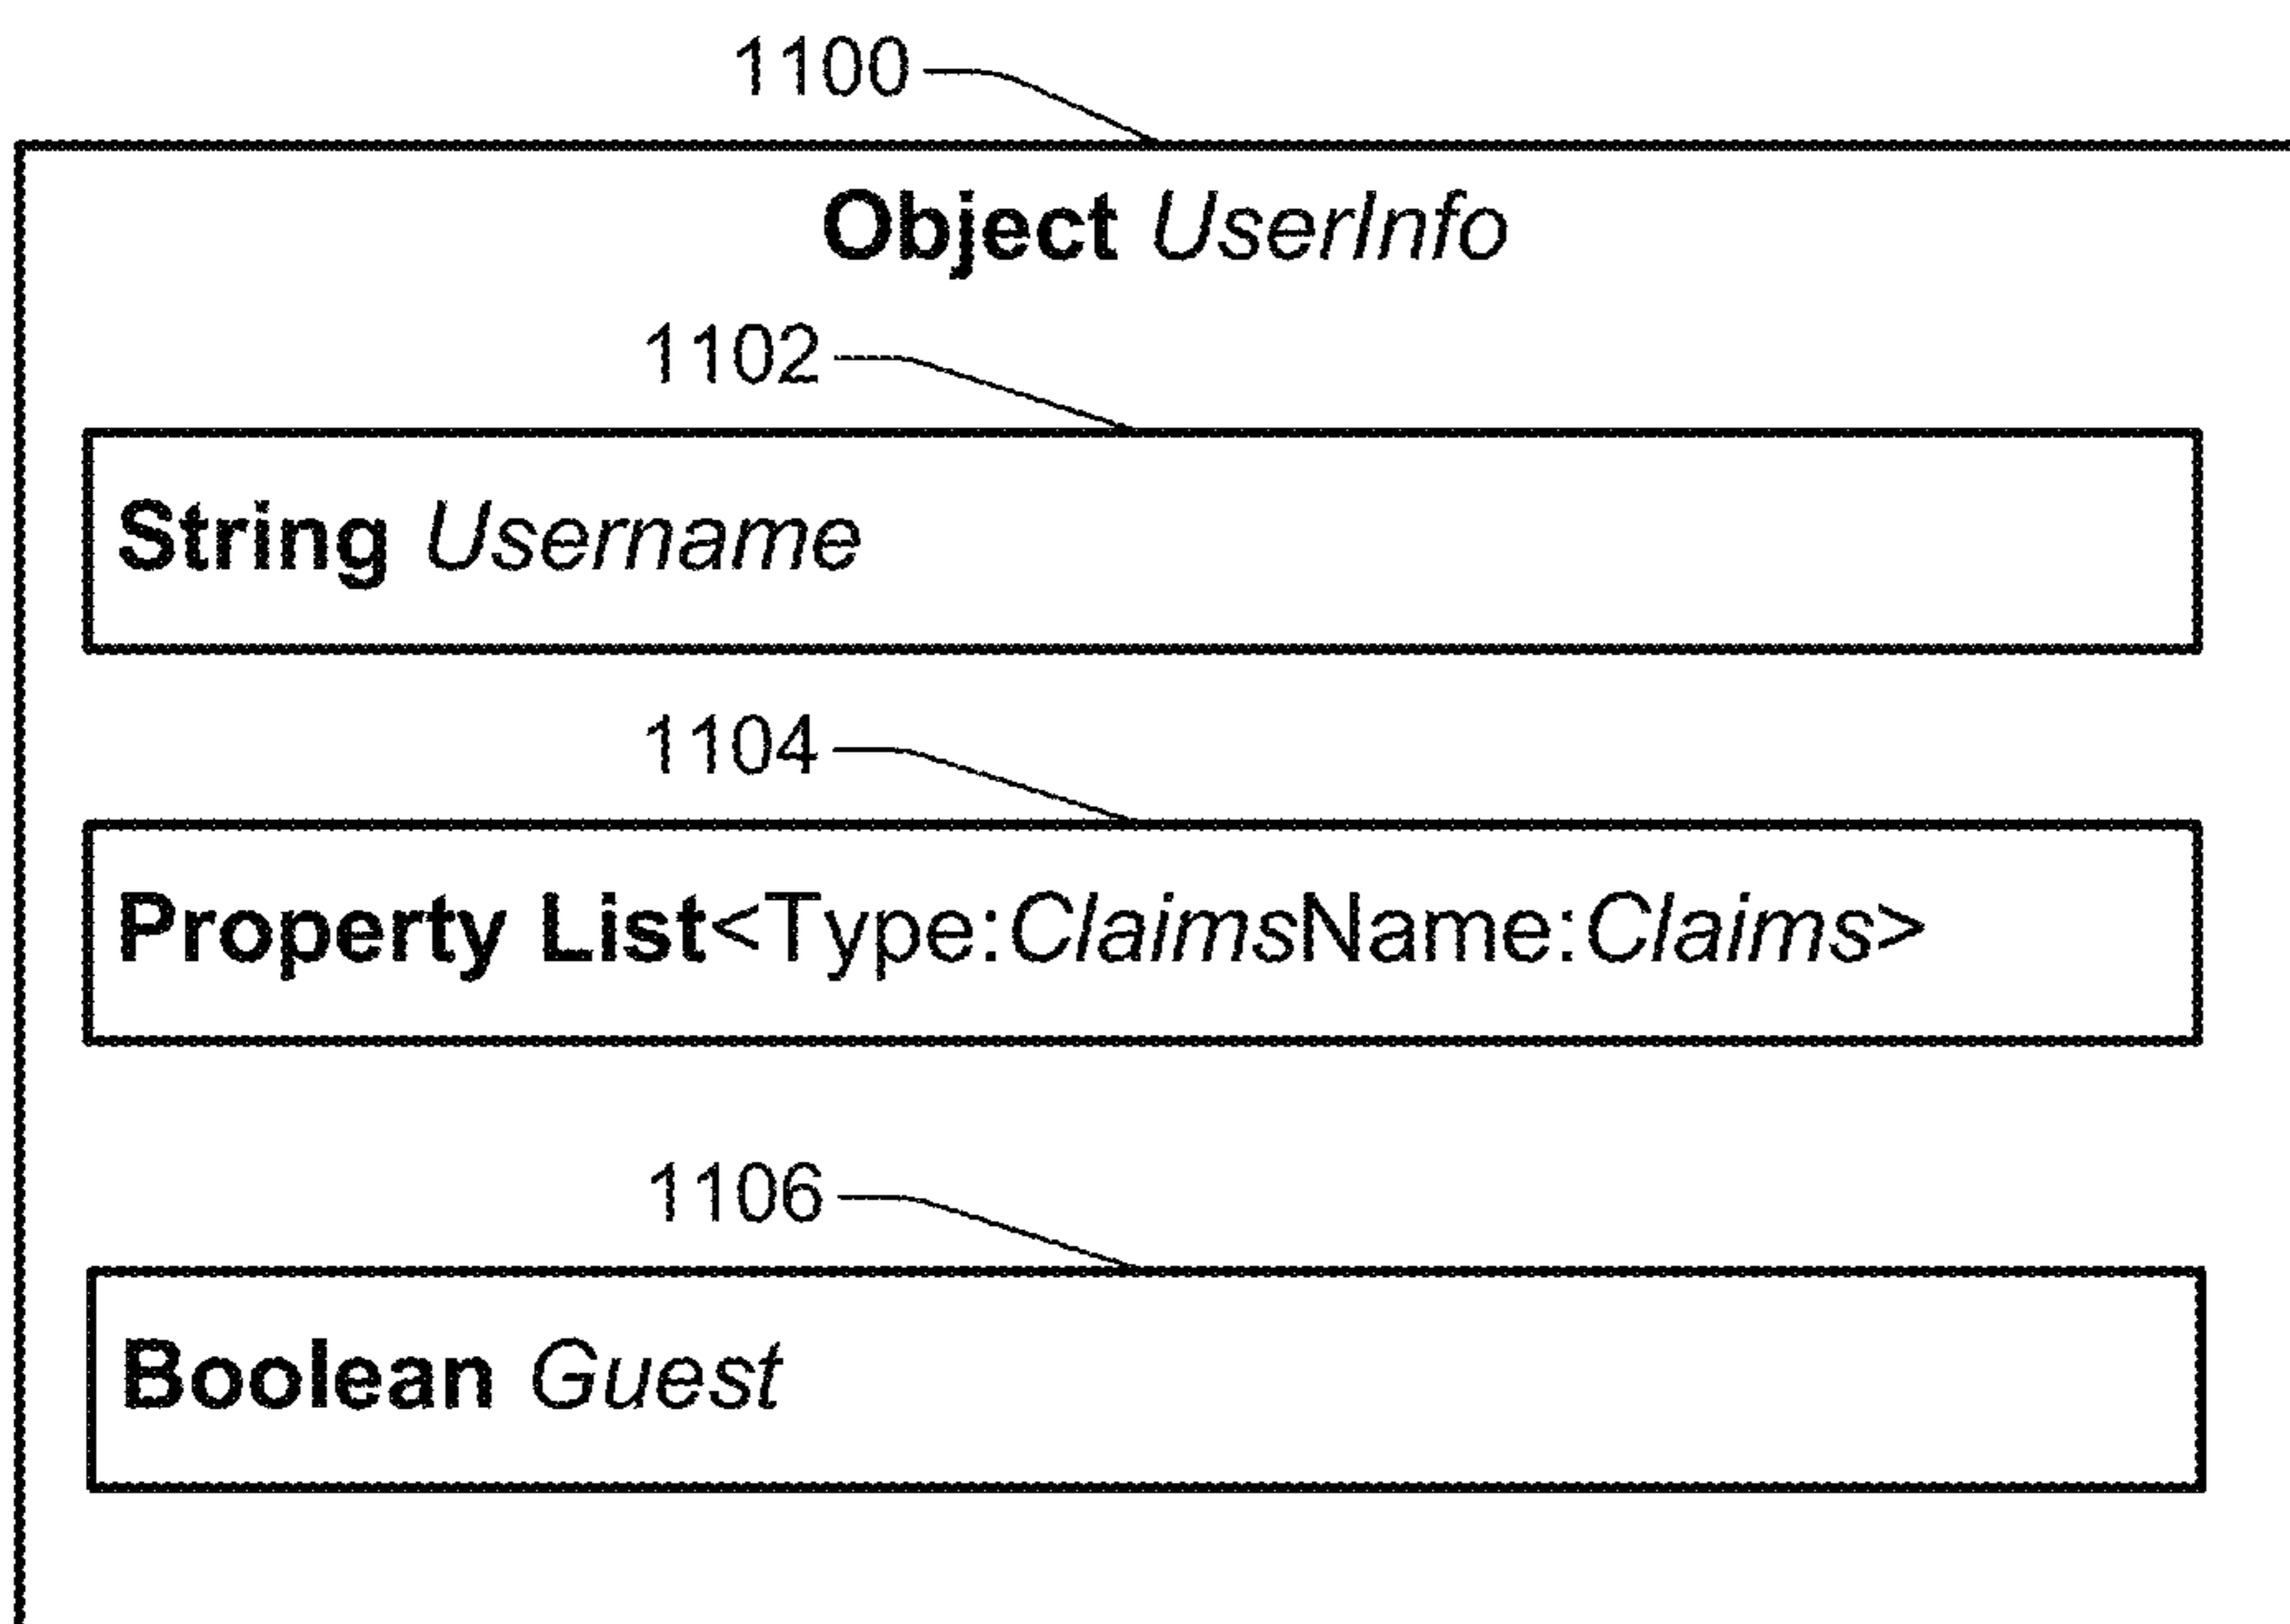 1100
Object UserInfo
1102
String Username
1104
Property List<Type:ClaimsName:Claims>
1106
Boolean Guest